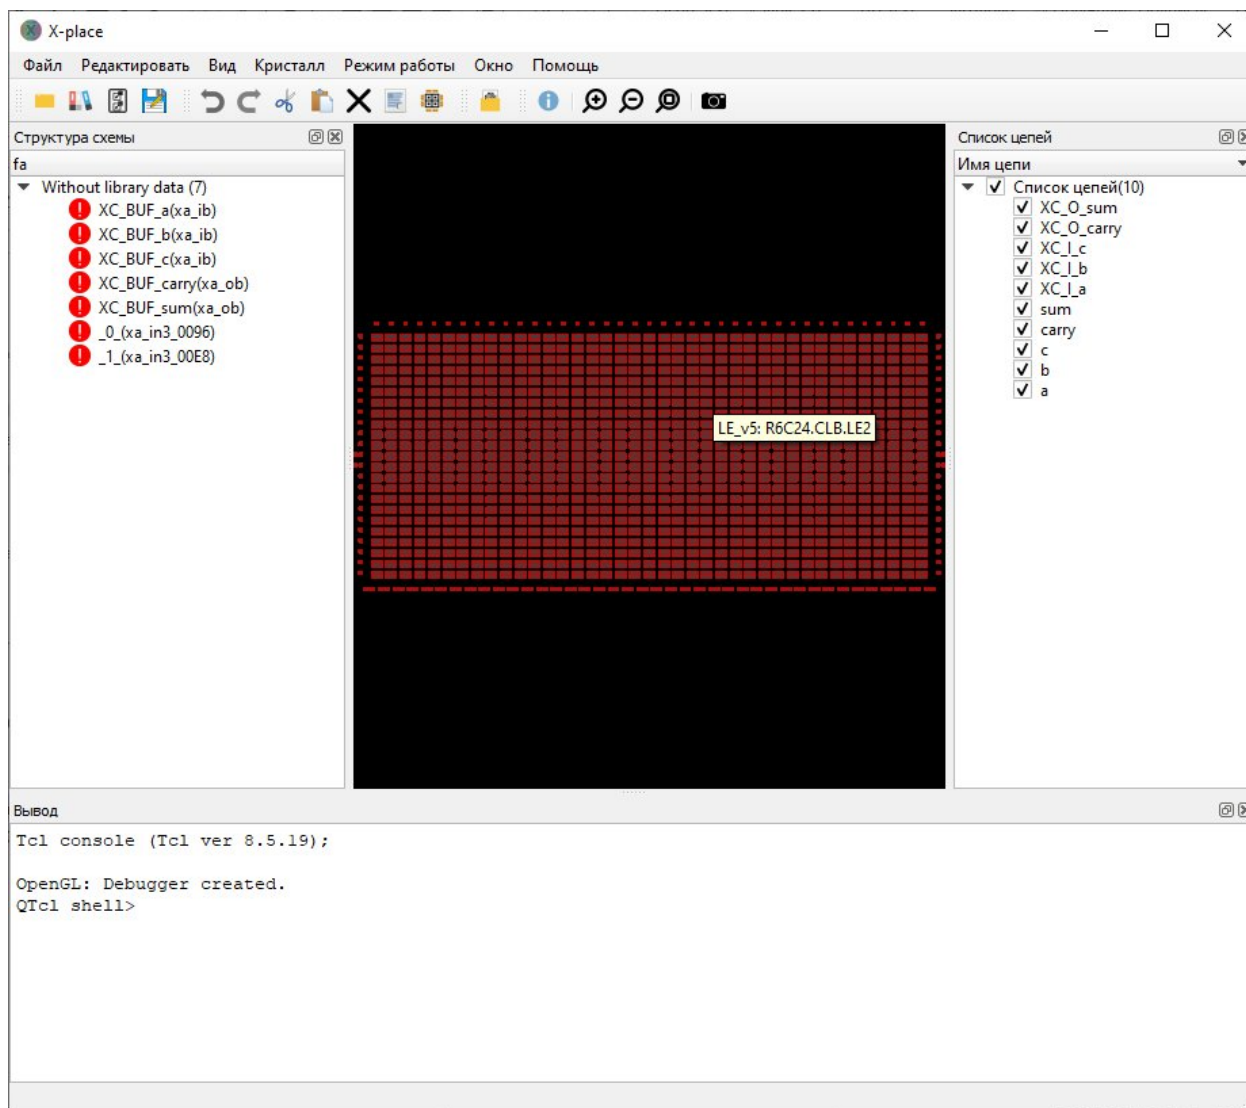 X-place
Файл Редактировать Вид Кристалл Режим работы Окно Помощь
Структура схемы
fa
Without library data (7)
XC_BUF_a(xa_ib)
XC_BUF_b(xa_ib)
XC_BUF_c(xa_ib)
XC_BUF_carry(xa_ob)
XC_BUF_sum(xa_ob)
_0_(xa_in3_0096)
_1_(xa_in3_00E8)
LE_v5: R6C24.CLB.LE2
Список цепей
Имя цепи
Список цепей(10)
XC_O_sum
XC_O_carry
XC_I_c
XC_I_b
XC_I_a
sum
carry
c
b
a
Вывод
Tcl console (Tcl ver 8.5.19);
OpenGL: Debugger created.
QTcl shell>